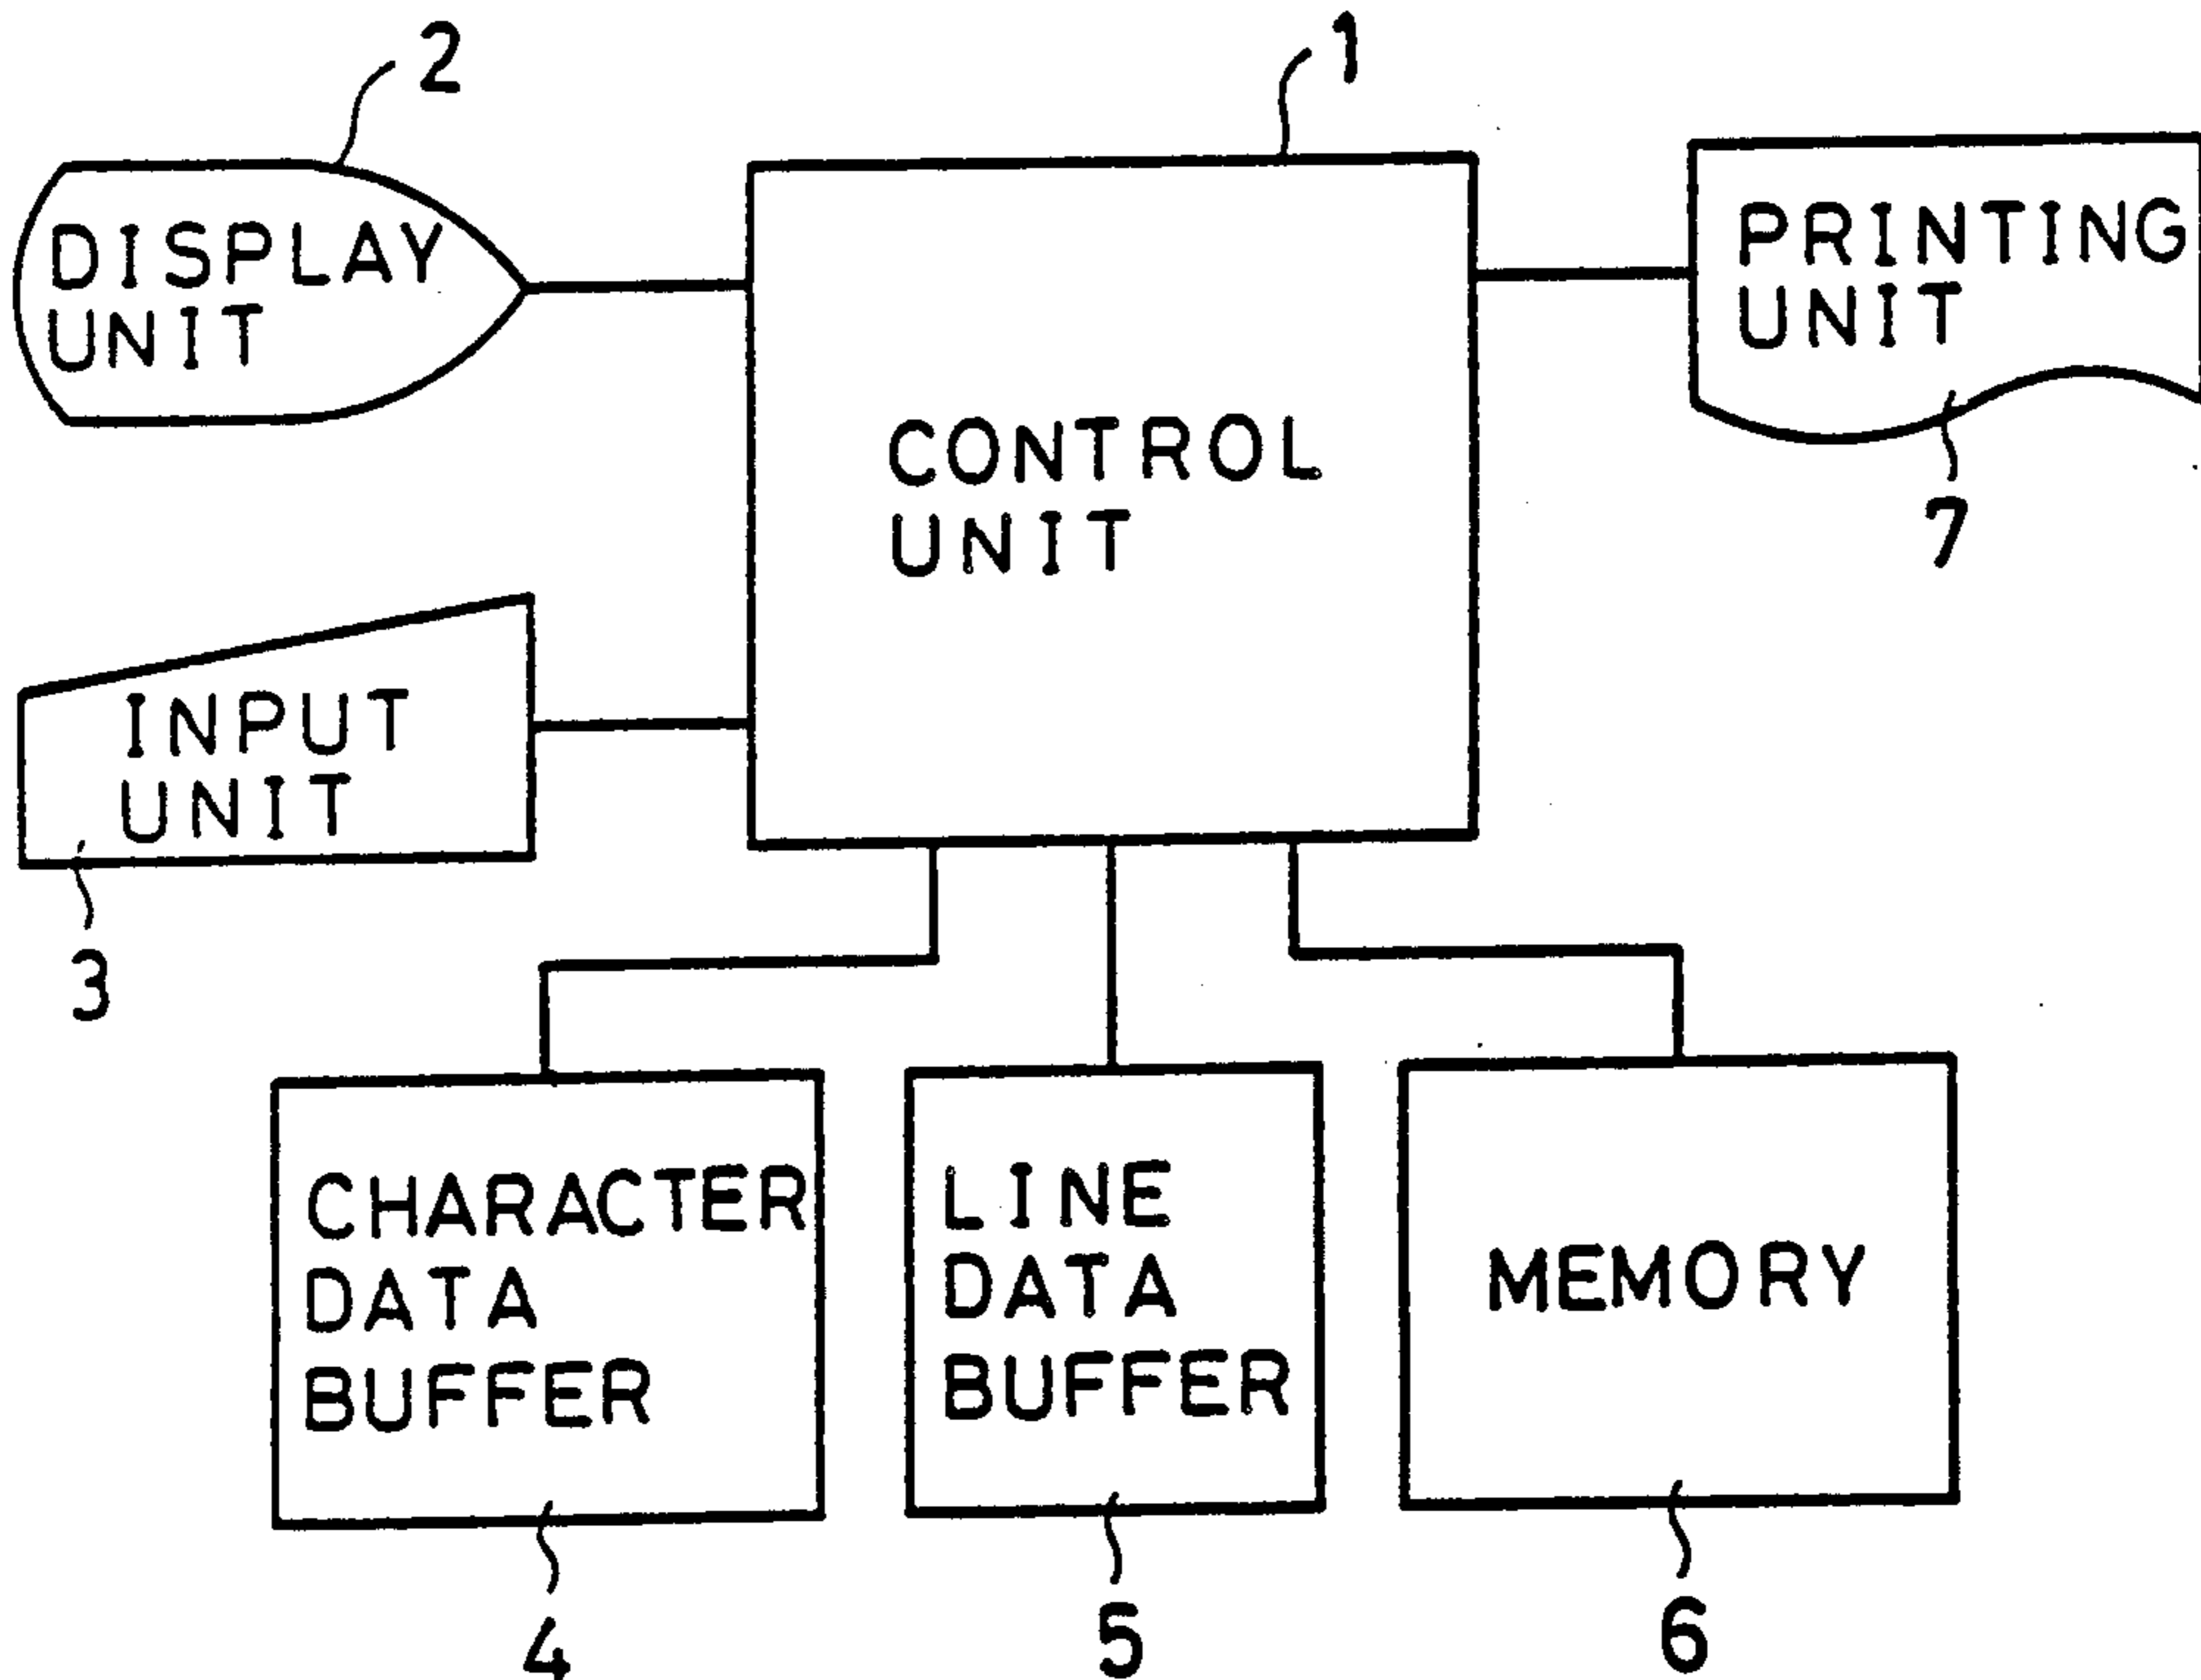 2
1
DISPLAY
UNIT
PRINTING
UNIT
CONTROL
UNIT
7
INPUT
UNIT
3
CHARACTER
DATA
BUFFER
LINE
DATA
BUFFER
MEMORY
4
5
6